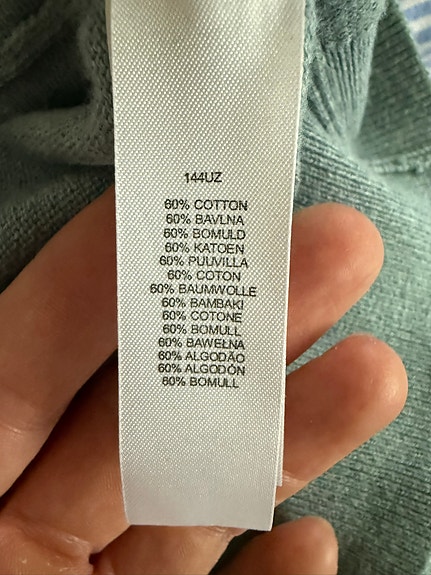 144UZ
60% COTTON
60% BAVLNA
60% BOMULD
60% KATOEN
60% PUUVILLA
60% COTON
60% BAUMWOLLE
60% BAMBAKI
60% COTONE
60% BOMULL
60% BAWEŁNA
60% ALGODÃO
60% ALGODÓN
60% BOMULL